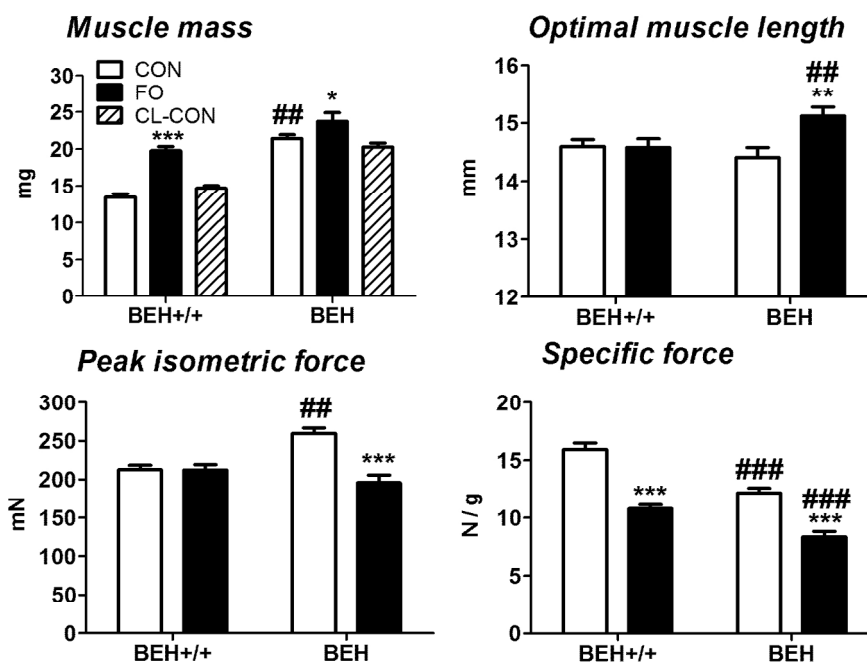 Muscle mass
CON
FO
CL-CON
30
25
20
15
10
5
0
mg
***
##
*
BEH+/+ BEH
Optimal muscle length
16
15
14
13
12
mm
##
**
BEH+/+ BEH
Peak isometric force
300
250
200
150
100
50
0
mN
##
***
BEH+/+ BEH
Specific force
20
15
10
5
0
N / g
***
###
###
***
BEH+/+ BEH